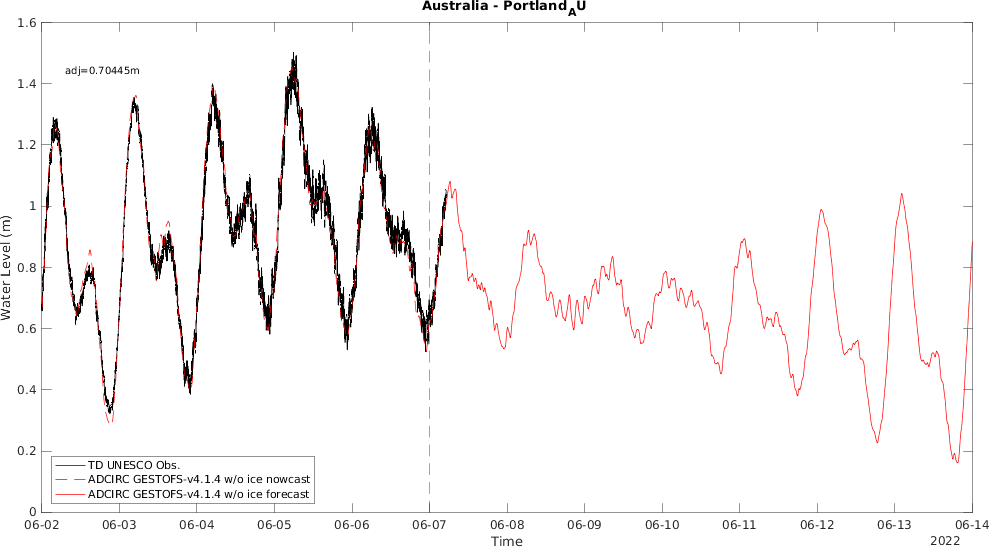 Australia - Portland_AU
1.6
1.4
1.2
1
0.8
0.6
0.4
0.2
0
Water Level (m)
adj=0.70445m
TD UNESCO Obs.
ADCIRC GESTOFS-v4.1.4 w/o ice nowcast
ADCIRC GESTOFS-v4.1.4 w/o ice forecast
06-02 06-03 06-04 06-05 06-06 06-07 06-08 06-09 06-10 06-11 06-12 06-13 06-14
Time
2022